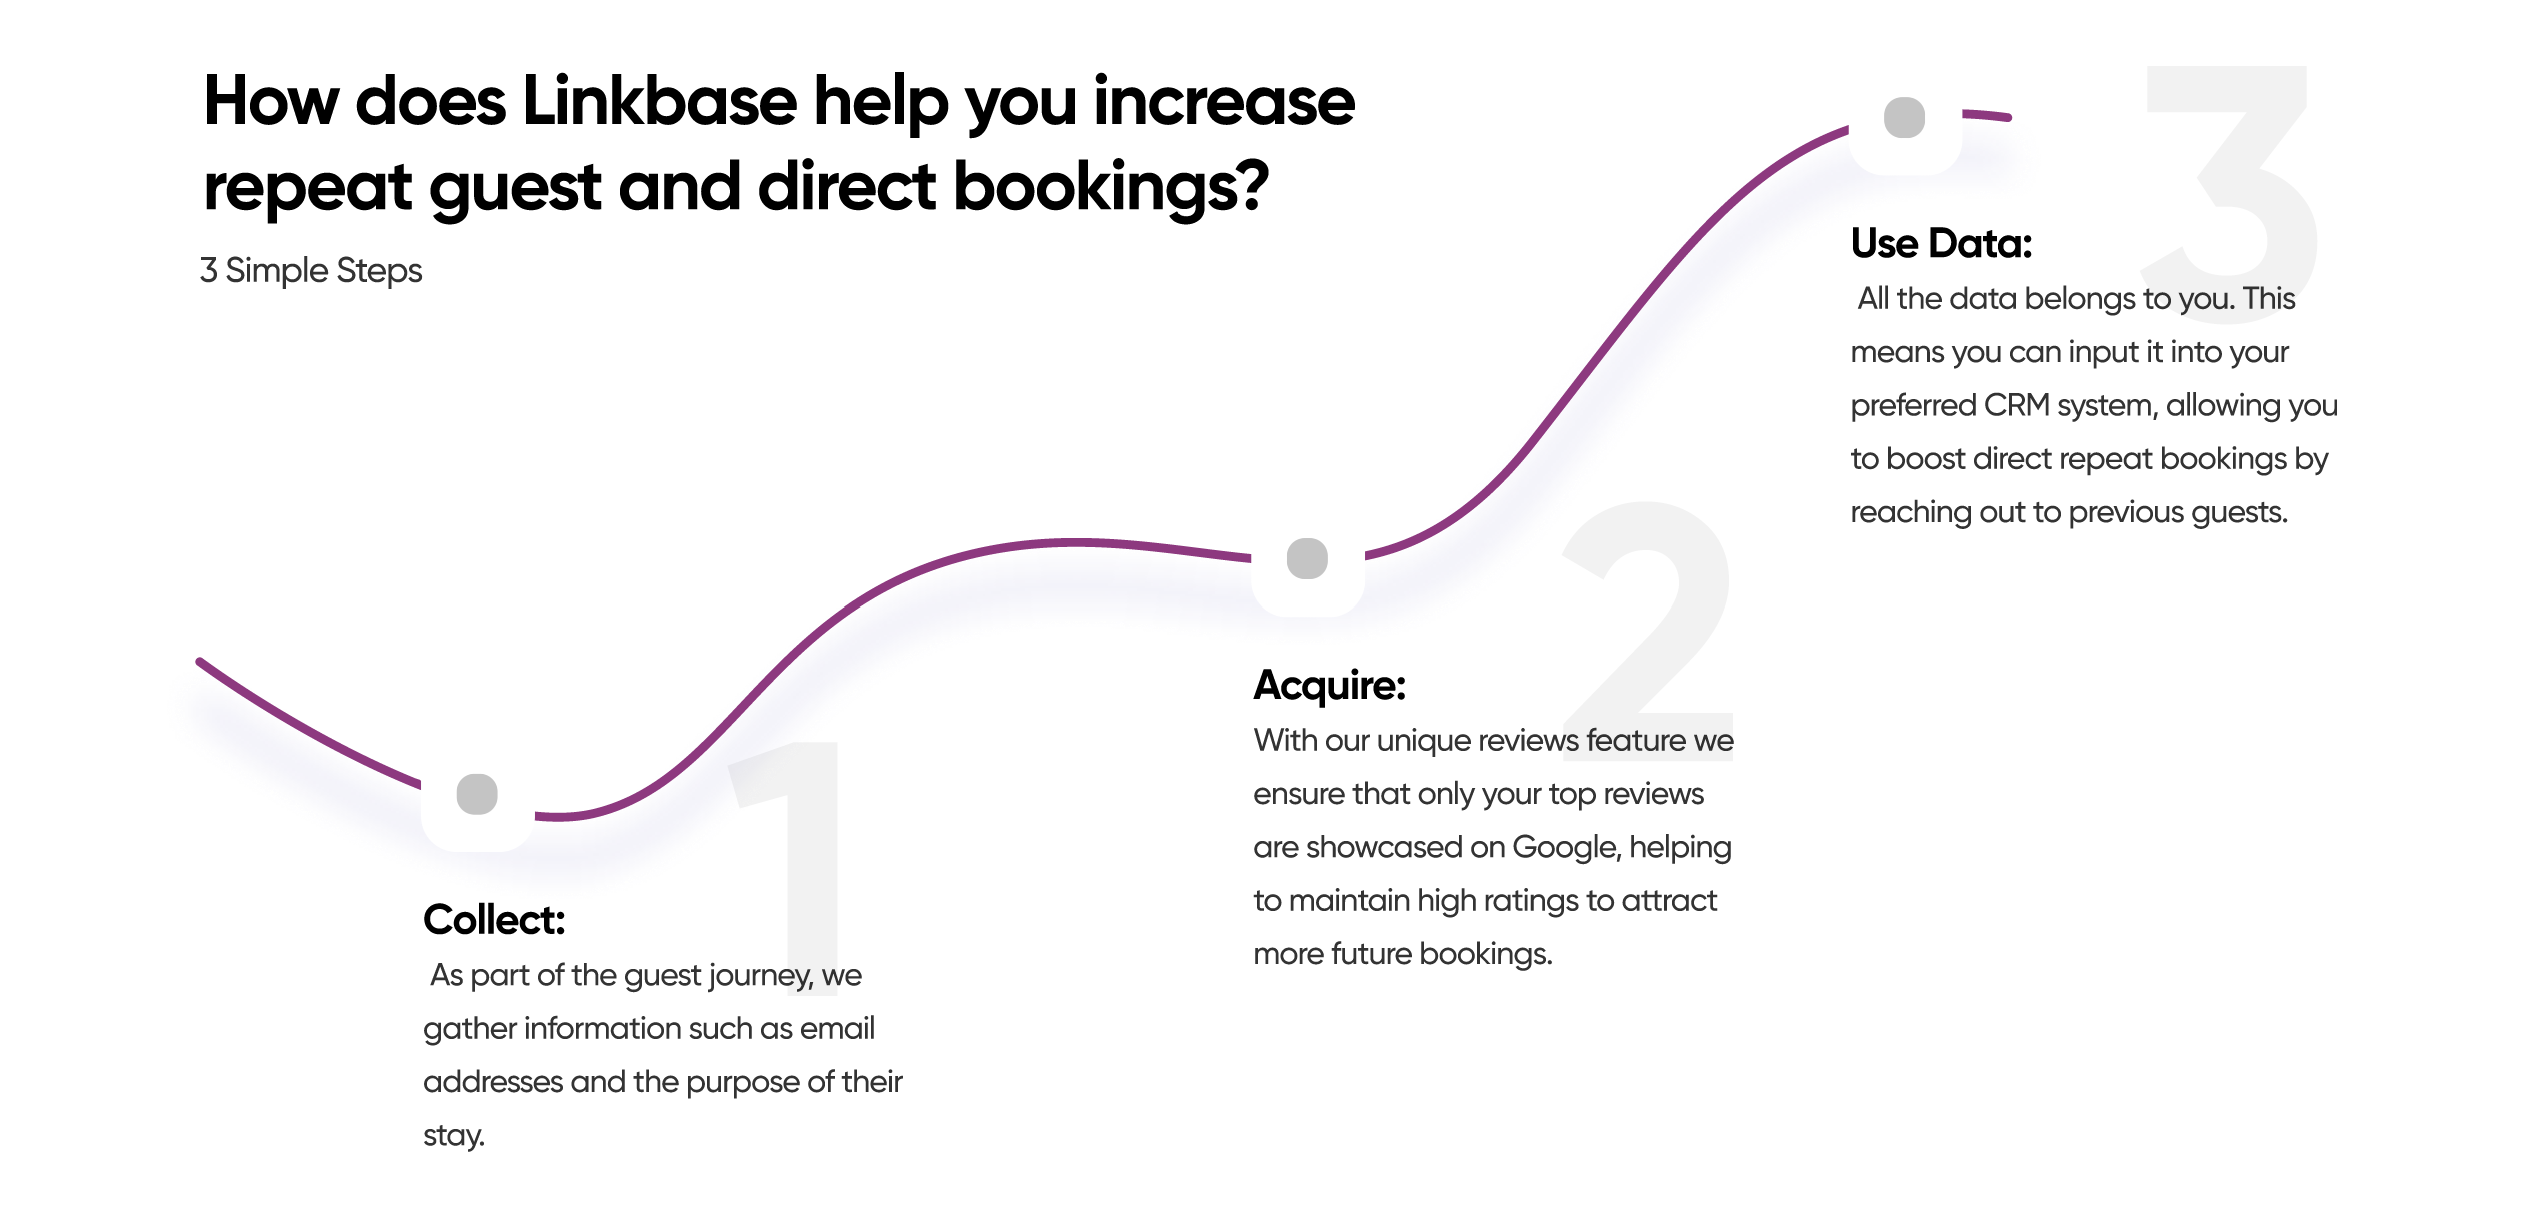 How does Linkbase help you increase
repeat guest and direct bookings?
3 Simple Steps
1
Collect:
As part of the guest journey, we
gather information such as email
addresses and the purpose of their
stay.
2
Acquire:
With our unique reviews feature we
ensure that only your top reviews
are showcased on Google, helping
to maintain high ratings to attract
more future bookings.
3
Use Data:
All the data belongs to you. This
means you can input it into your
preferred CRM system, allowing you
to boost direct repeat bookings by
reaching out to previous guests.